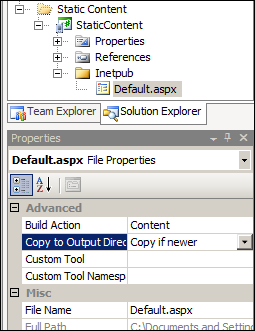 Static Content
StaticContent
Properties
References
Inetpub
Default.aspx
Team Explorer Solution Explorer
Properties
Default.aspx File Properties
Advanced
Build Action Content
Copy to Output Direc Copy if newer
Custom Tool
Custom Tool Namesp
Misc
File Name Default.aspx
Full Path C:\Documents and Setting